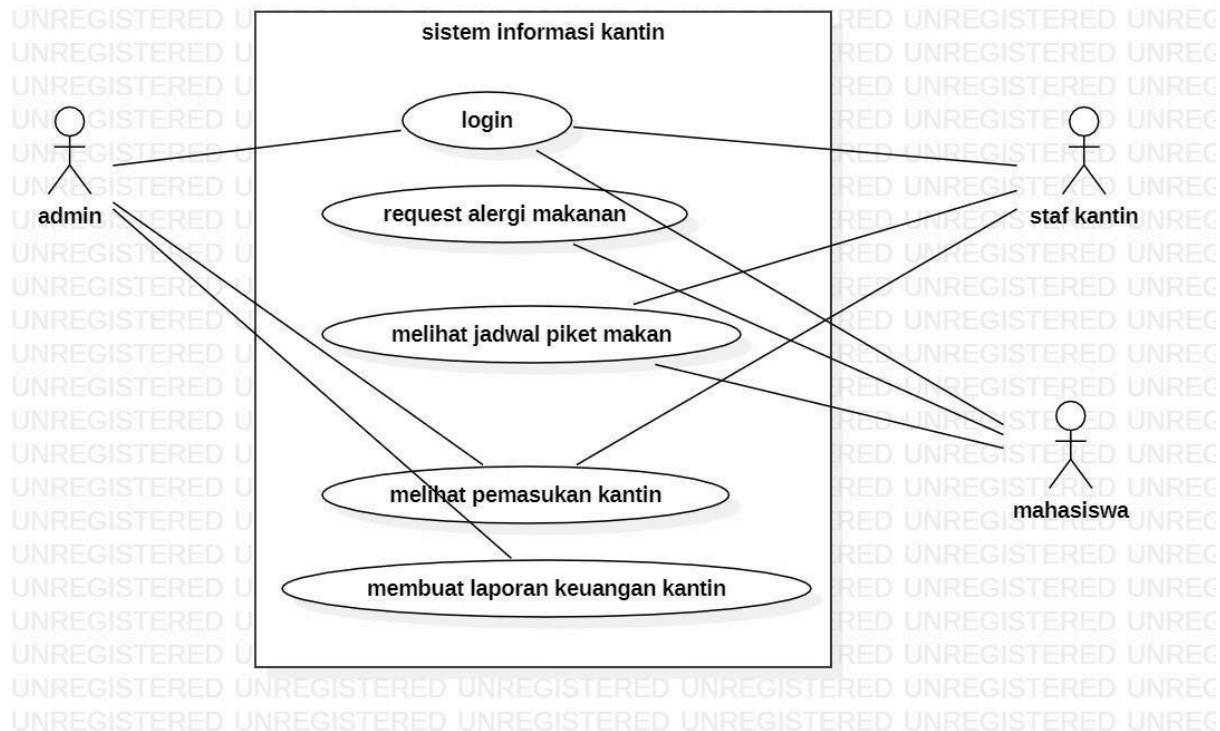 sistem informasi kantin
login
request alergi makanan
admin
staf kantin
melihat jadwal piket makan
melihat pemasukan kantin
mahasiswa
membuat laporan keuangan kantin
UNREGISTERED UNREGISTERED UNREGISTERED UNREGISTERED UNREGISTERED UNREG
UNREGISTERED UNREGISTERED UNREGISTERED UNREGISTERED UNREGISTERED UNREG